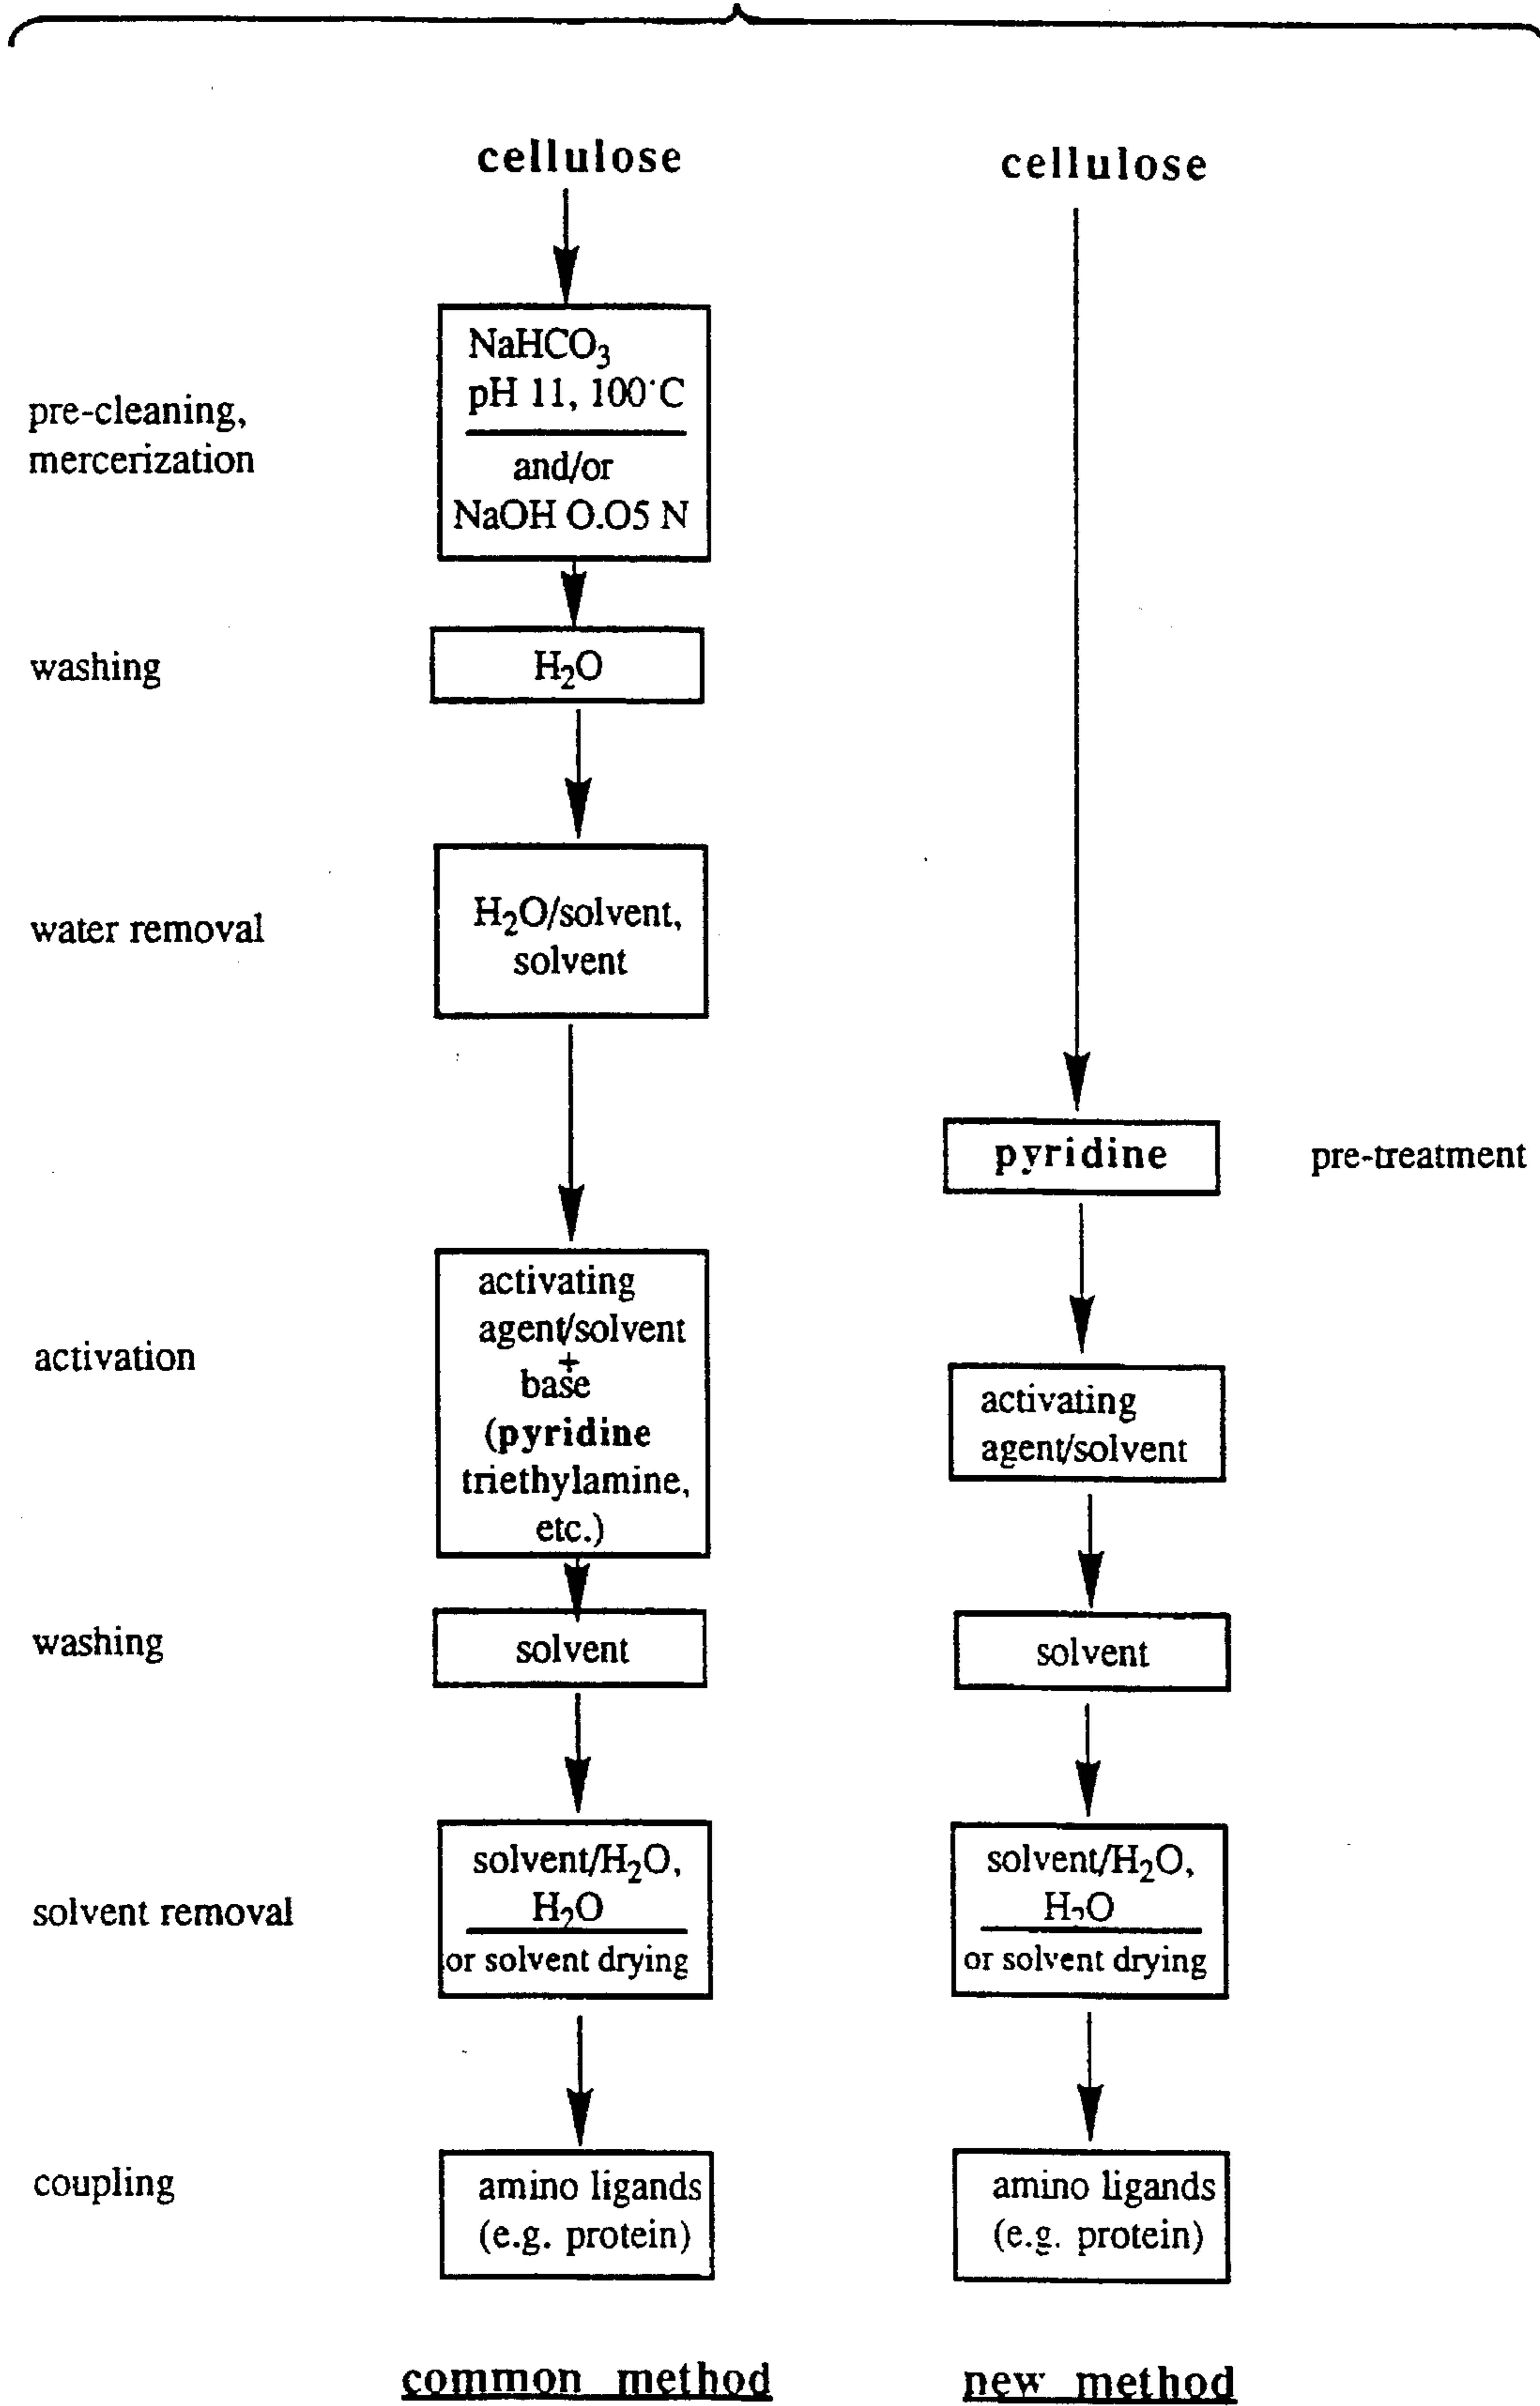 cellulose
cellulose
pre-cleaning,
mercerization
NaHCO₃
pH 11, 100°C
and/or
NaOH 0.05 N
washing
H₂O
water removal
H₂O/solvent,
solvent
pyridine
pre-treatment
activation
activating
agent/solvent
+
base
(pyridine
triethylamine,
etc.)
activating
agent/solvent
washing
solvent
solvent
solvent removal
solvent/H₂O,
H₂O
or solvent drying
solvent/H₂O,
H₂O
or solvent drying
coupling
amino ligands
(e.g. protein)
amino ligands
(e.g. protein)
common method
new method